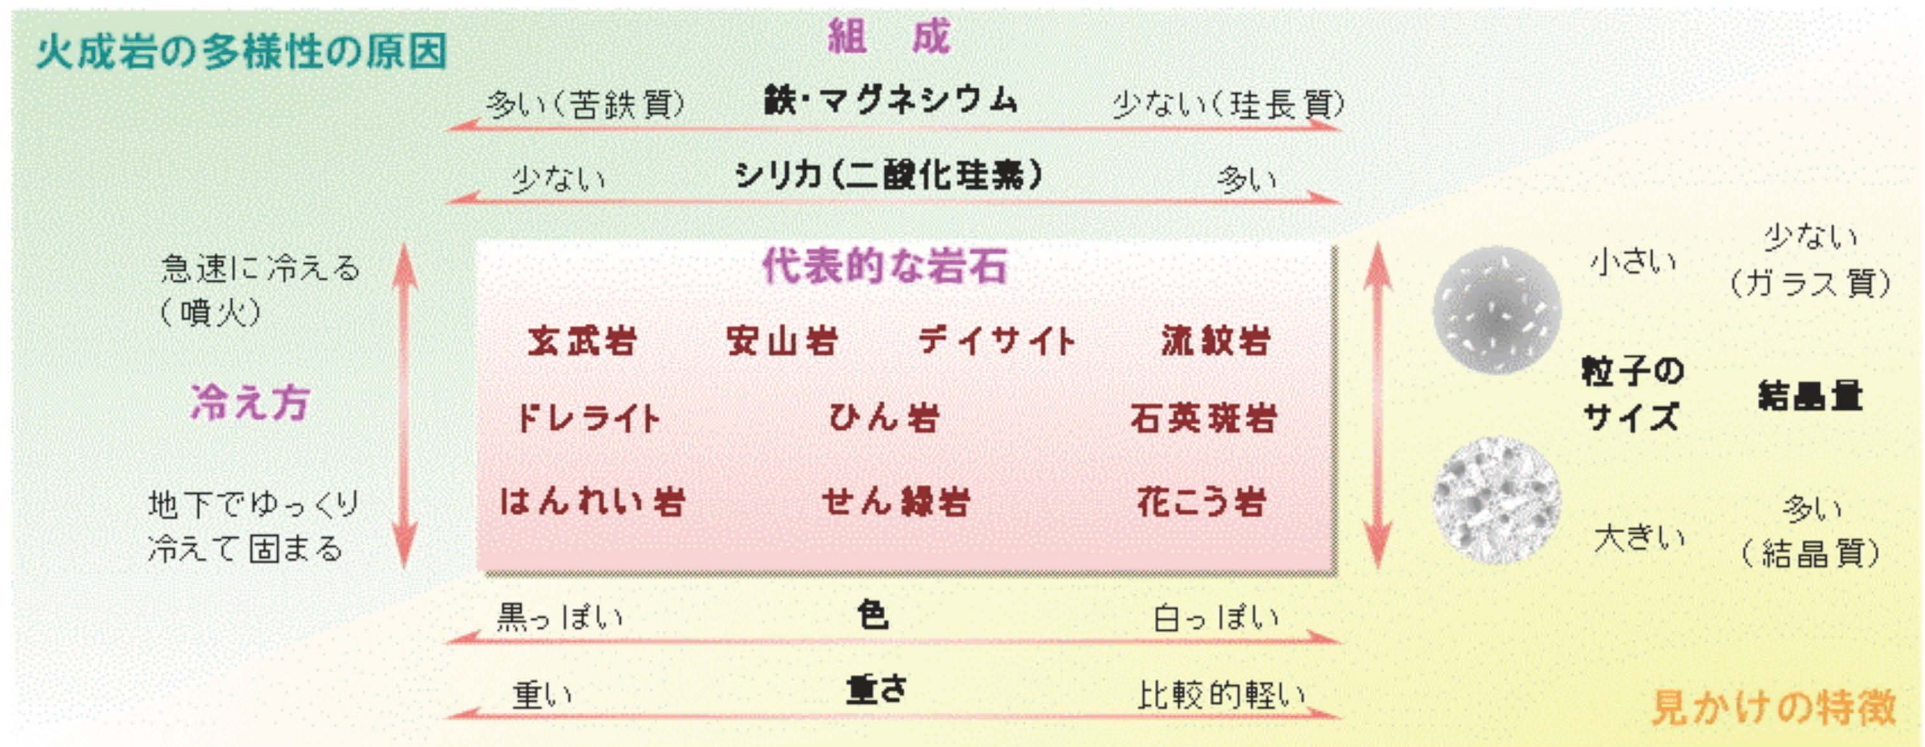 火成岩の多様性の原因
組 成
多い（苦鉄質） 鉄・マグネシウム 少ない（珪長質）
少ない シリカ（二酸化珪素） 多い
急速に冷える
（噴火）
冷え方
地下でゆっくり
冷えて固まる
代表的な岩石
玄武岩 安山岩 デイサイト 流紋岩
ドレライト ひん岩 石英斑岩
はんれい岩 せん緑岩 花こう岩
小さい
粒子の
サイズ
大きい
少ない
（ガラス質）
結晶量
多い
（結晶質）
黒っぽい 色 白っぽい
重い 重さ 比較的軽い
見かけの特徴